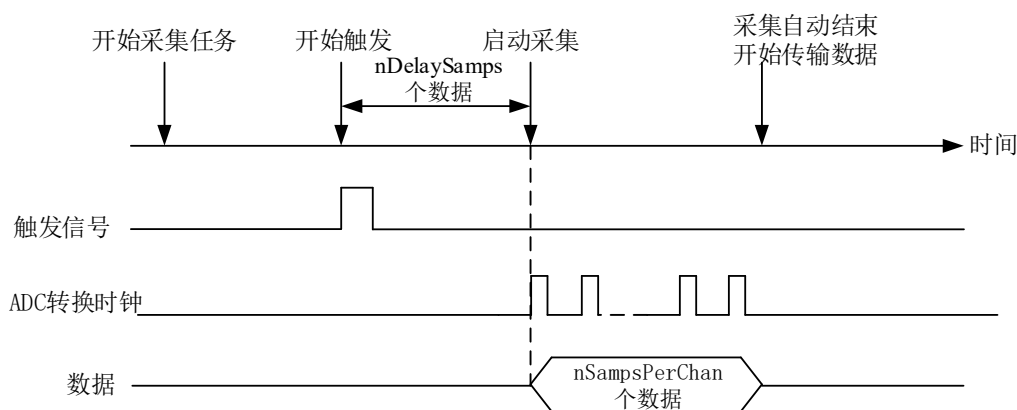 采集自动结束
开始采集任务 开始触发 启动采集 开始传输数据
nDelaySamps
个数据
时间
触发信号
ADC转换时钟
nSampsPerChan
数据
个数据